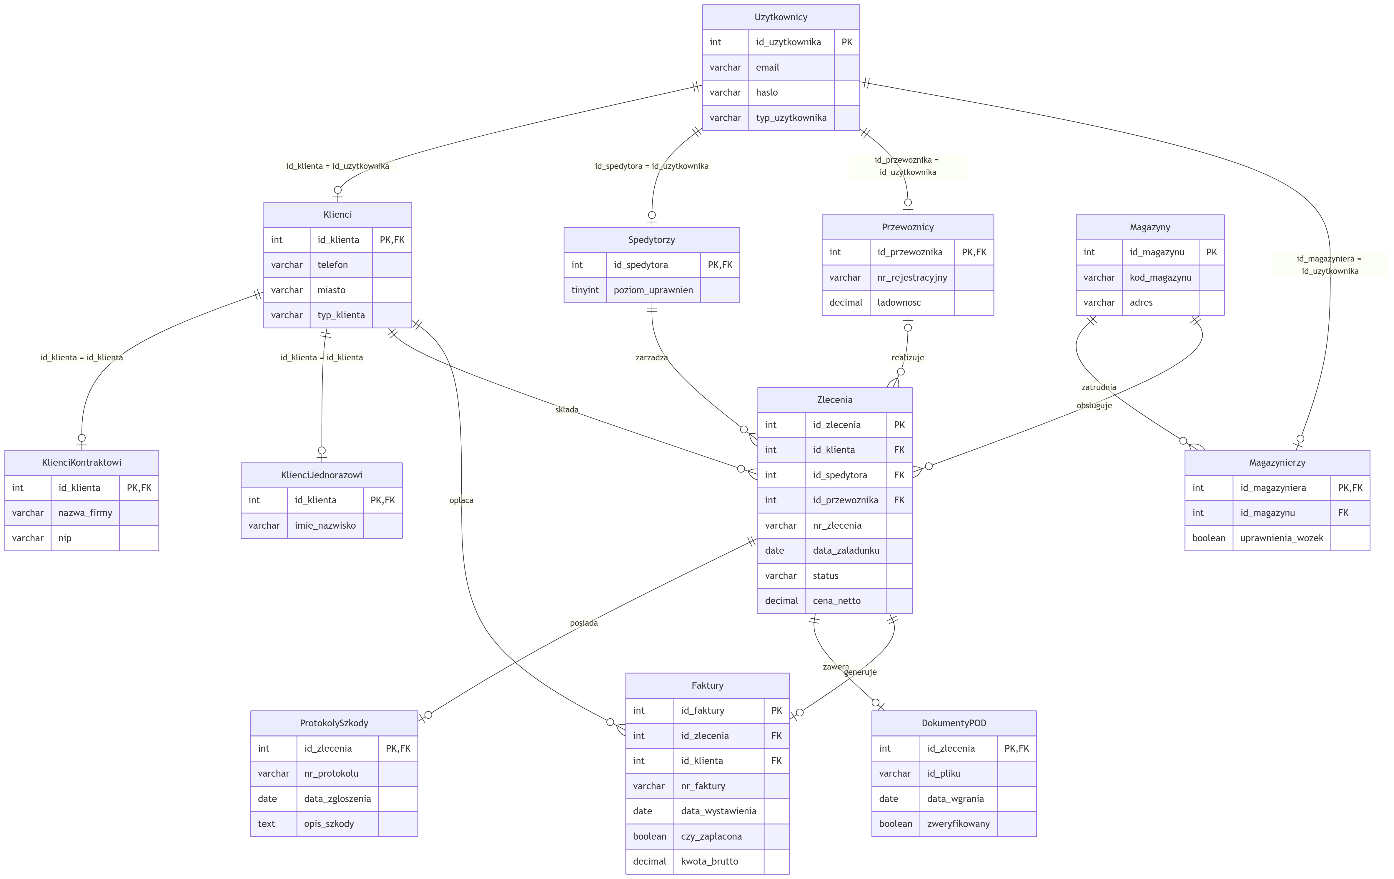 Uzytkownicy
int id_uzytkownika PK
varchar email
varchar haslo
varchar typ_uzytkownika
id_klienta = id_uzytkownika
id_spedytora = id_uzytkownika
id_przewoznika =
id_uzytkownika
id_magazyniera =
id_uzytkownika
Klienci
int id_klienta PK,FK
varchar telefon
varchar miasto
varchar typ_klienta
Spedytorzy
int id_spedytora PK,FK
tinyint poziom_uprawnien
Przewoznicy
int id_przewoznika PK,FK
varchar nr_rejestracyjny
decimal ladownosc
Magazyny
int id_magazynu PK
varchar kod_magazynu
varchar adres
id_klienta = id_klienta
id_klienta = id_klienta
zarzadza
realizuje
sklada
zatrudnia
obsluguje
KlienciKontraktowi
int id_klienta PK,FK
varchar nazwa_firmy
varchar nip
KlienciJednorazowi
int id_klienta PK,FK
varchar imie_nazwisko
oplaca
Zlecenia
int id_zlecenia PK
int id_klienta FK
int id_spedytora FK
int id_przewoznika FK
varchar nr_zlecenia
date data_zaladunku
varchar status
decimal cena_netto
Magazynierzy
int id_magazyniera PK,FK
int id_magazynu FK
boolean uprawnienia_wozek
posiada
zawera
generuje
ProtokolySzkody
int id_zlecenia PK,FK
varchar nr_protokolu
date data_zgloszenia
text opis_szkody
Faktury
int id_faktury PK
int id_zlecenia FK
int id_klienta FK
varchar nr_faktury
date data_wystawienia
boolean czy_zaplacona
decimal kwota_brutto
DokumentyPOD
int id_zlecenia PK,FK
varchar id_pliku
date data_wgrania
boolean zweryfikowany